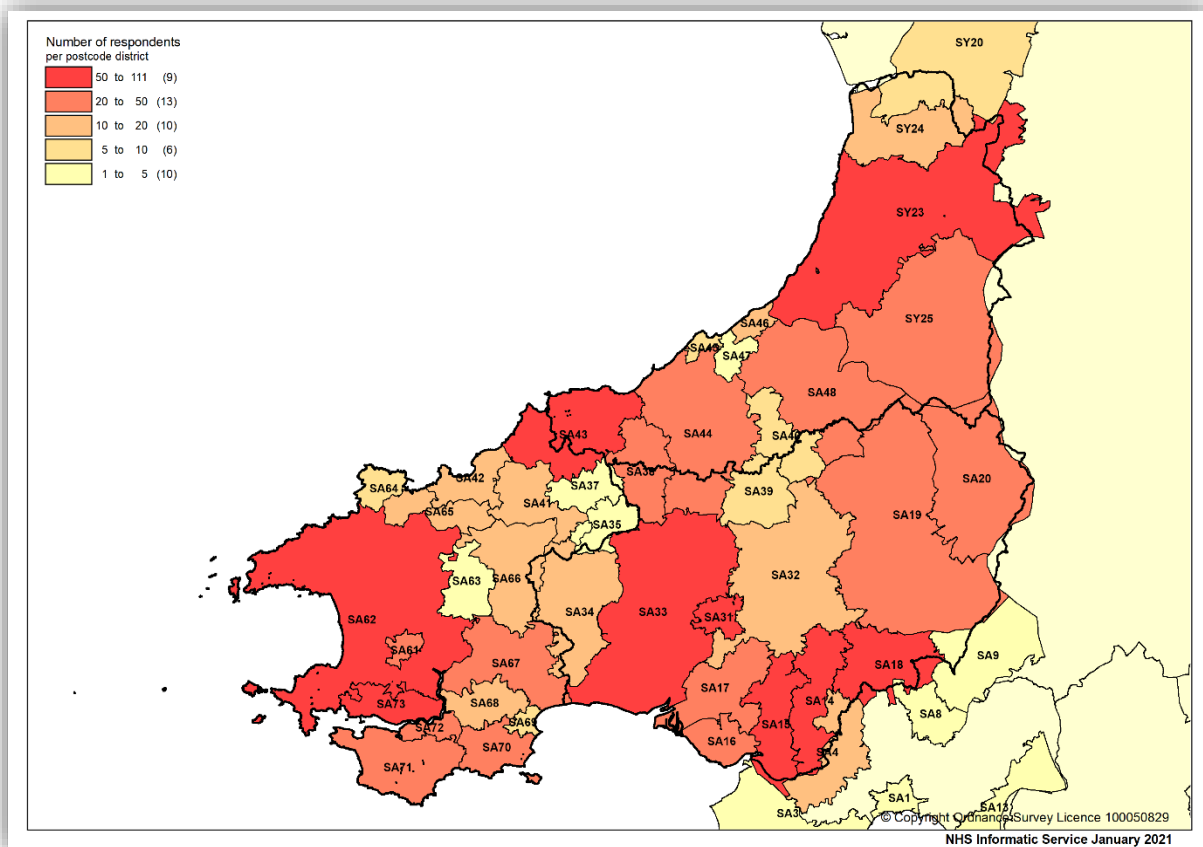 Number of respondents
per postcode district
50 to 111 (9)
20 to 50 (13)
10 to 20 (10)
5 to 10 (6)
1 to 5 (10)
SY20
SY24
SY23
SY25
SA46
SA45
SA47
SA48
SA43
SA44
SA40
SA38
SA42
SA37
SA64
SA41
SA39
SA20
SA65
SA35
SA19
SA63
SA66
SA32
SA34
SA33
SA31
SA62
SA61
SA67
SA18
SA9
SA73
SA68
SA17
SA14
SA8
SA69
SA15
SA72
SA70
SA16
SA4
SA71
SA1
SA3
SA13
© Copyright Ordnance Survey Licence 100050829
NHS Informatic Service January 2021